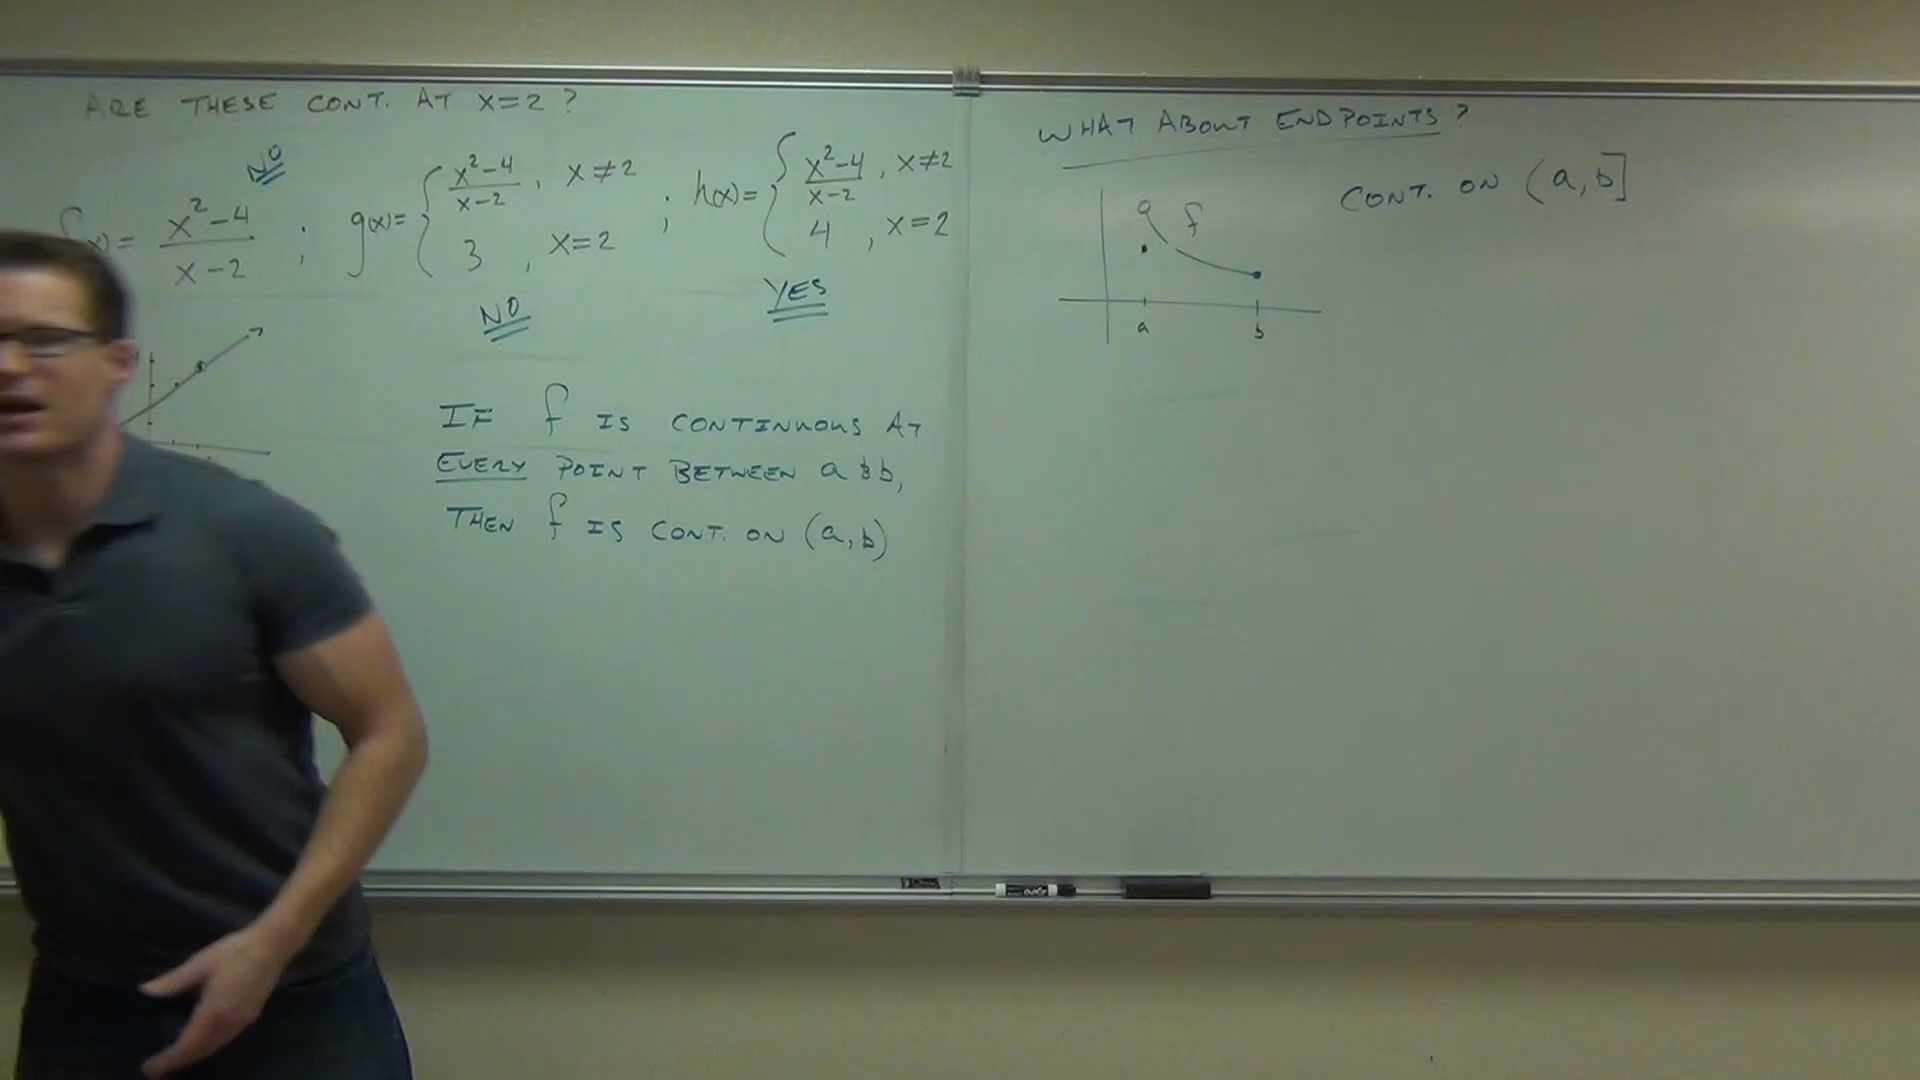 ARE THESE CONT. AT X=2?
NO
(x) = x²-4 / x-2 ; g(x)= { x²-4 / x-2 , x≠2 ; h(x)= { x²-4 / x-2 , x≠2
3 , x=2
4 , x=2
NO
YES
IF f IS CONTINUOUS AT
EVERY POINT BETWEEN a & b,
THEN f IS CONT. ON (a,b)
WHAT ABOUT ENDPOINTS?
CONT. ON (a,b]
f
a b